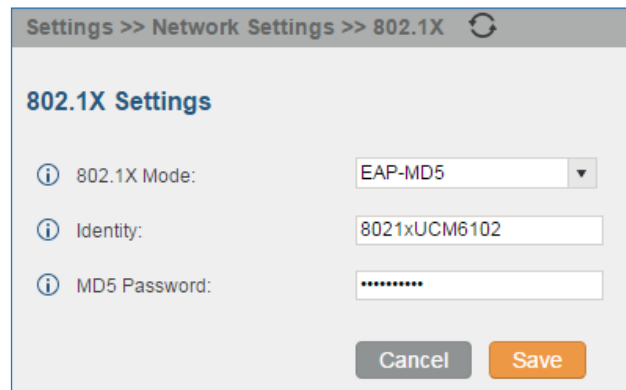 Settings >> Network Settings >> 802.1X
802.1X Settings
802.1X Mode: EAP-MD5
Identity: 8021xUCM6102
MD5 Password: ••••••••••
Cancel Save